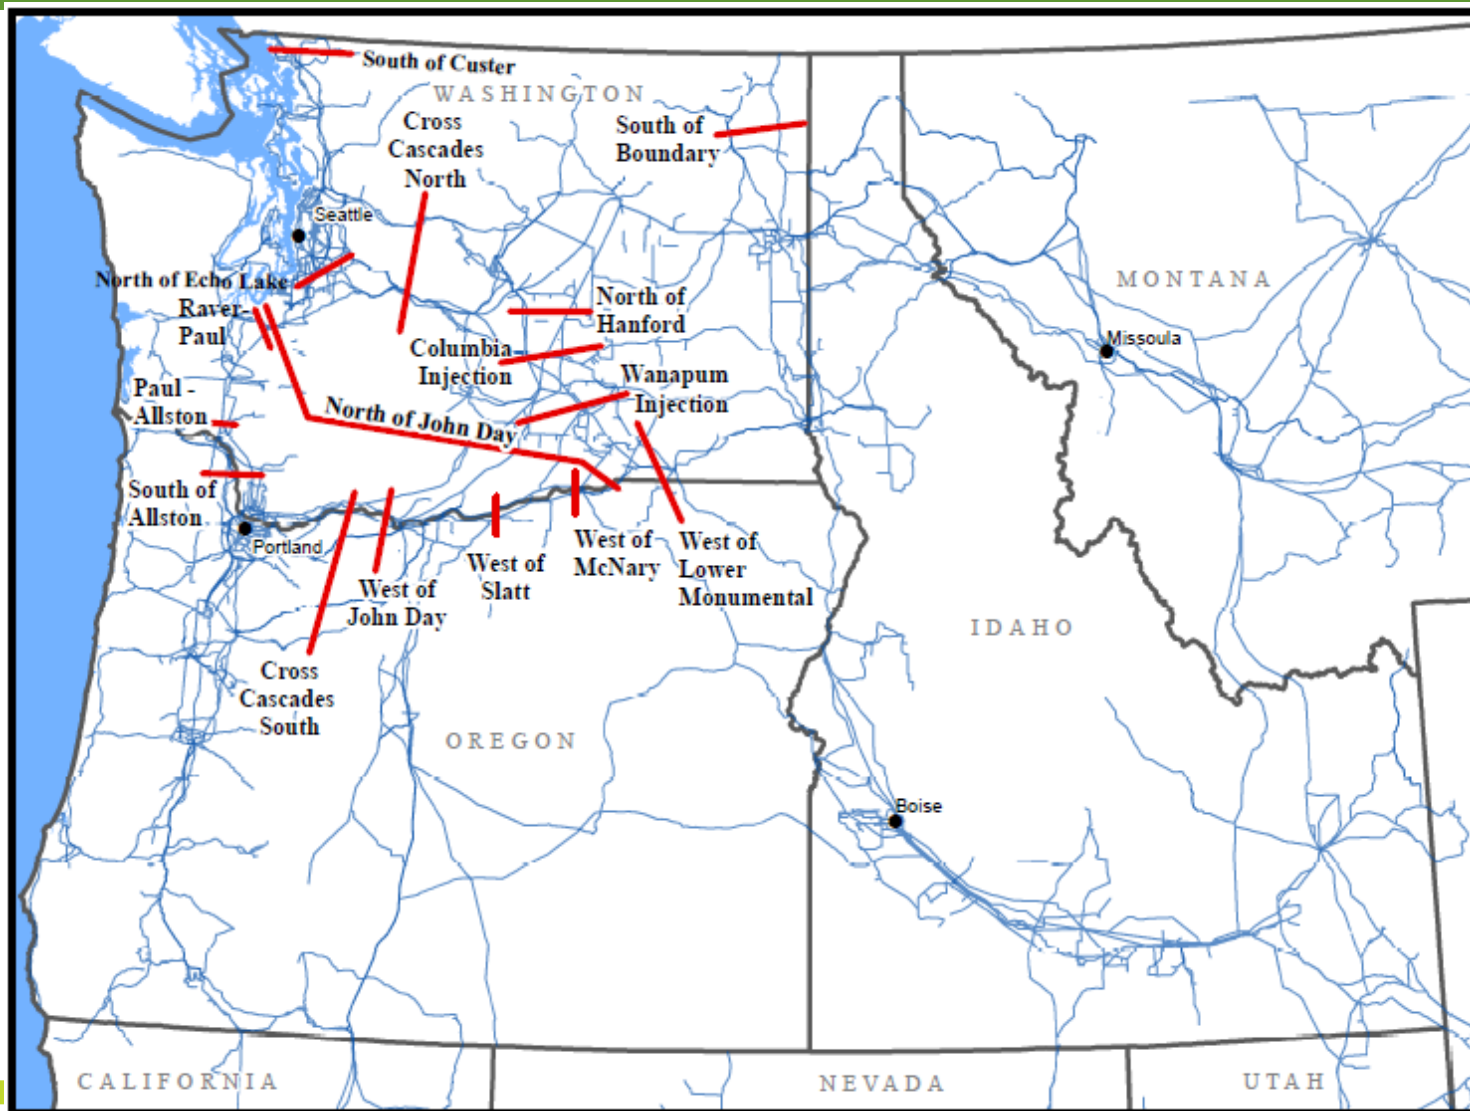 South of Custer
WASHINGTON
Cross
Cascades
North
South of
Boundary
Seattle
North of Echo Lake
Raver-
Paul
North of
Hanford
MONTANA
Missoula
Columbia
Injection
Wanapum
Injection
Paul -
Allston
North of John Day
South of
Allston
Portland
West of
John Day
West of
Slatt
West of
McNary
West of
Lower
Monumental
IDAHO
Cross
Cascades
South
OREGON
Boise
CALIFORNIA
NEVADA
UTAH